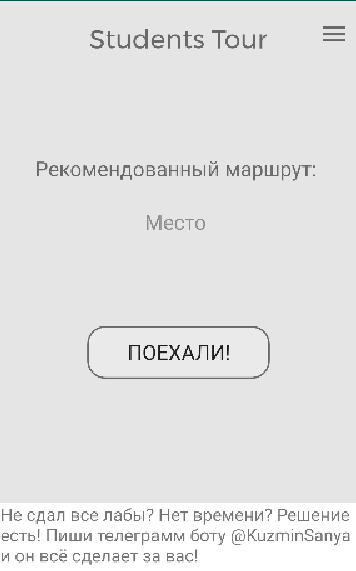 Students Tour
Рекомендованный маршрут:
Место
ПОЕХАЛИ!
Не сдал все лабы? Нет времени? Решение
есть! Пиши телеграмм боту @KuzminSanya
и он всё сделает за вас!